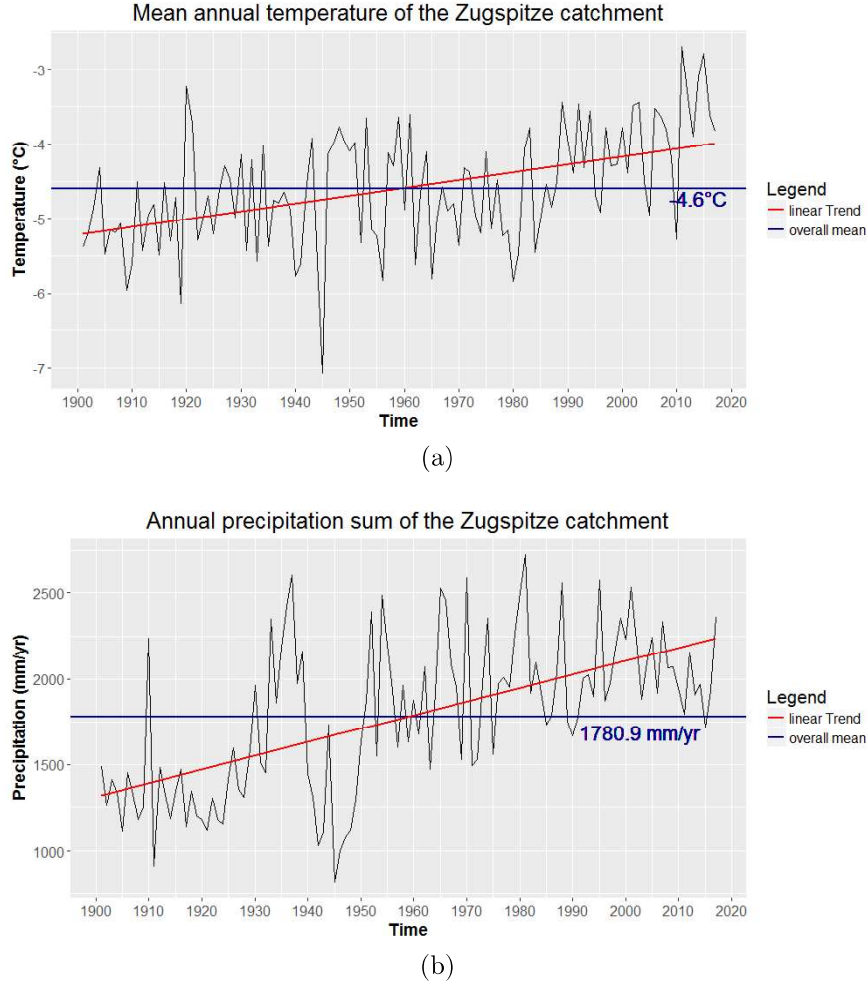 Mean annual temperature of the Zugspitze catchment
Temperature (°C)
-3
-4
-5
-6
-7
-4.6°C
Legend
linear Trend
overall mean
1900 1910 1920 1930 1940 1950 1960 1970 1980 1990 2000 2010 2020
Time
(a)
Annual precipitation sum of the Zugspitze catchment
Precipitation (mm/yr)
2500
2000
1500
1000
1780.9 mm/yr
Legend
linear Trend
overall mean
1900 1910 1920 1930 1940 1950 1960 1970 1980 1990 2000 2010 2020
Time
(b)